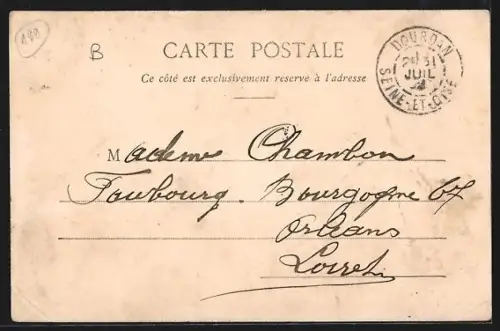 B
CARTE POSTALE
Ce côté est exclusivement réservé à l'adresse
DOURDAN
JUIL
SEINE-ET-OISE
Madame Chambon
Faubourg. Bourgogne 67
Orléans
Loiret